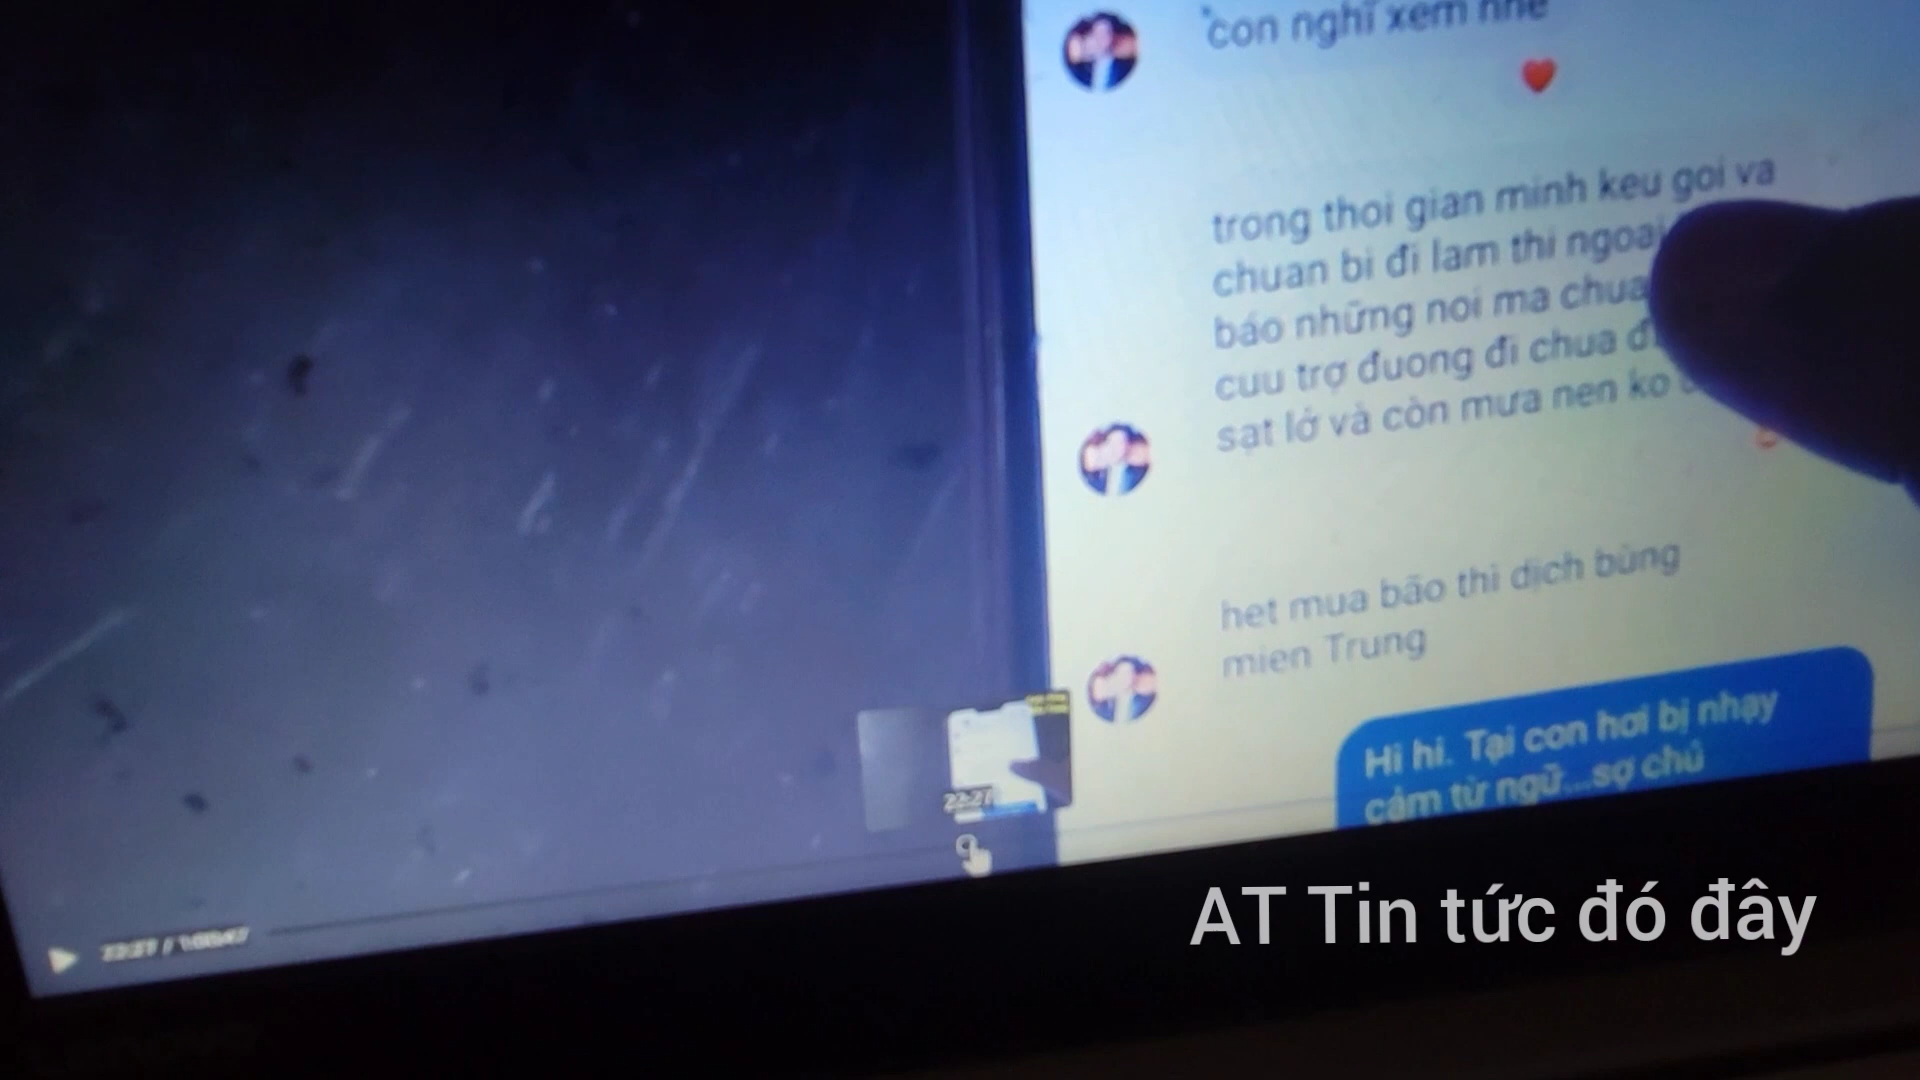 con nghĩ xem nhé
trong thoi gian minh keu goi va
chuan bi đi lam thi ngoai
báo những noi ma chua
cuu trợ đuong đi chua
sạt lở và còn mưa nen ko
het mua bão thì dịch bùng
mien Trung
Hi hi. Tại con hơi bị nhạy
cảm từ ngữ...sợ chú
22:27
22:27
AT Tin tức đó đây